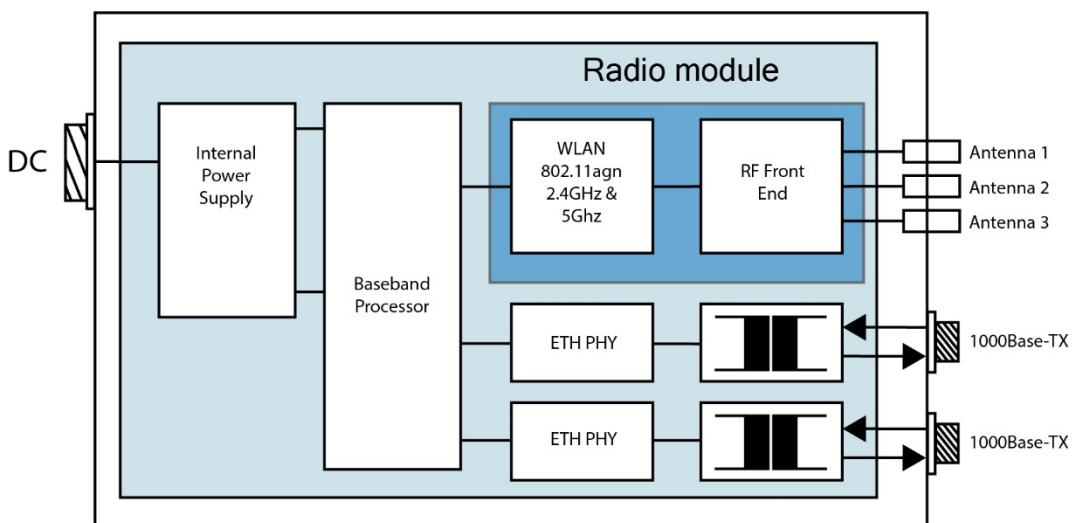 Radio module
DC
Internal
Power
Supply
Baseband
Processor
WLAN
802.11agn
2.4GHz &
5Ghz
RF Front
End
Antenna 1
Antenna 2
Antenna 3
ETH PHY
1000Base-TX
ETH PHY
1000Base-TX